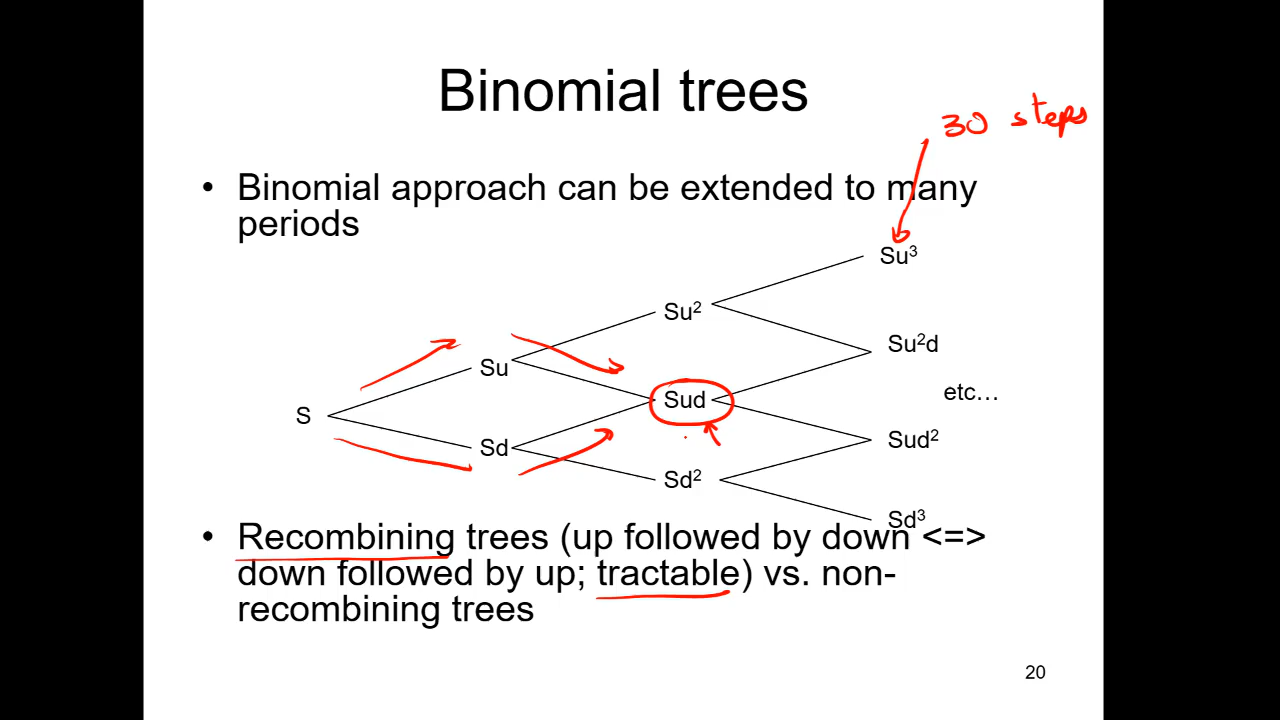 Binomial trees
30 steps
• Binomial approach can be extended to many
periods
Su³
Su²
Su²d
Su
Sud
etc…
S
Sd
Sud²
Sd²
Sd³
• Recombining trees (up followed by down <=>
down followed by up; tractable) vs. non-
recombining trees
20